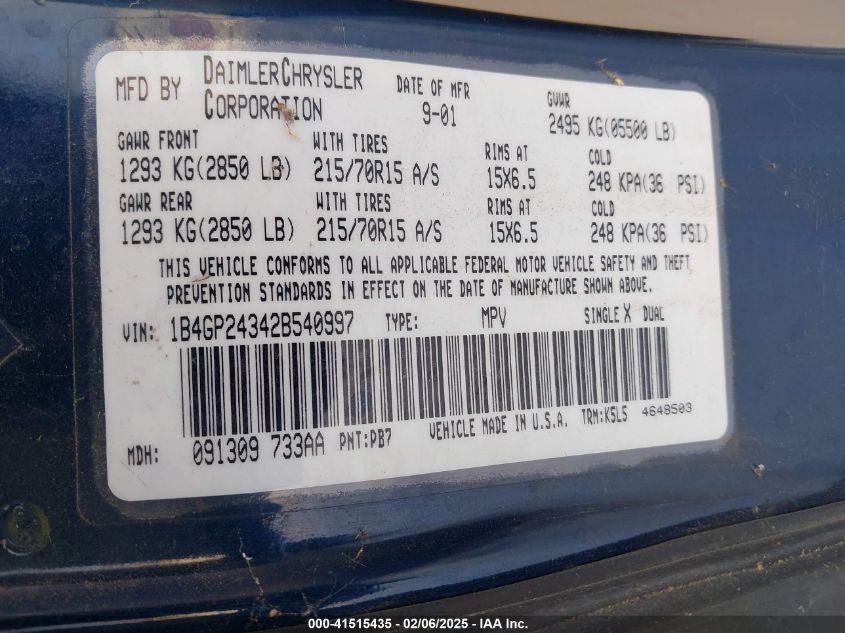 MFD BY DAIMLERCHRYSLER CORPORATION DATE OF MFR 9-01 GVWR 2495 KG(05500 LB)
GAWR FRONT WITH TIRES RIMS AT COLD
1293 KG(2850 LB) 215/70R15 A/S 15X6.5 248 KPA(36 PSI)
GAWR REAR WITH TIRES RIMS AT COLD
1293 KG(2850 LB) 215/70R15 A/S 15X6.5 248 KPA(36 PSI)
THIS VEHICLE CONFORMS TO ALL APPLICABLE FEDERAL MOTOR VEHICLE SAFETY AND THEFT
PREVENTION STANDARDS IN EFFECT ON THE DATE OF MANUFACTURE SHOWN ABOVE.
VIN: 1B4GP24342B540997 TYPE: MPV SINGLE X DUAL
MDH: 091309 733AA PNT:PB7 VEHICLE MADE IN U.S.A. TRM:K5L5 4648503
000-41515435 - 02/06/2025 - IAA Inc.